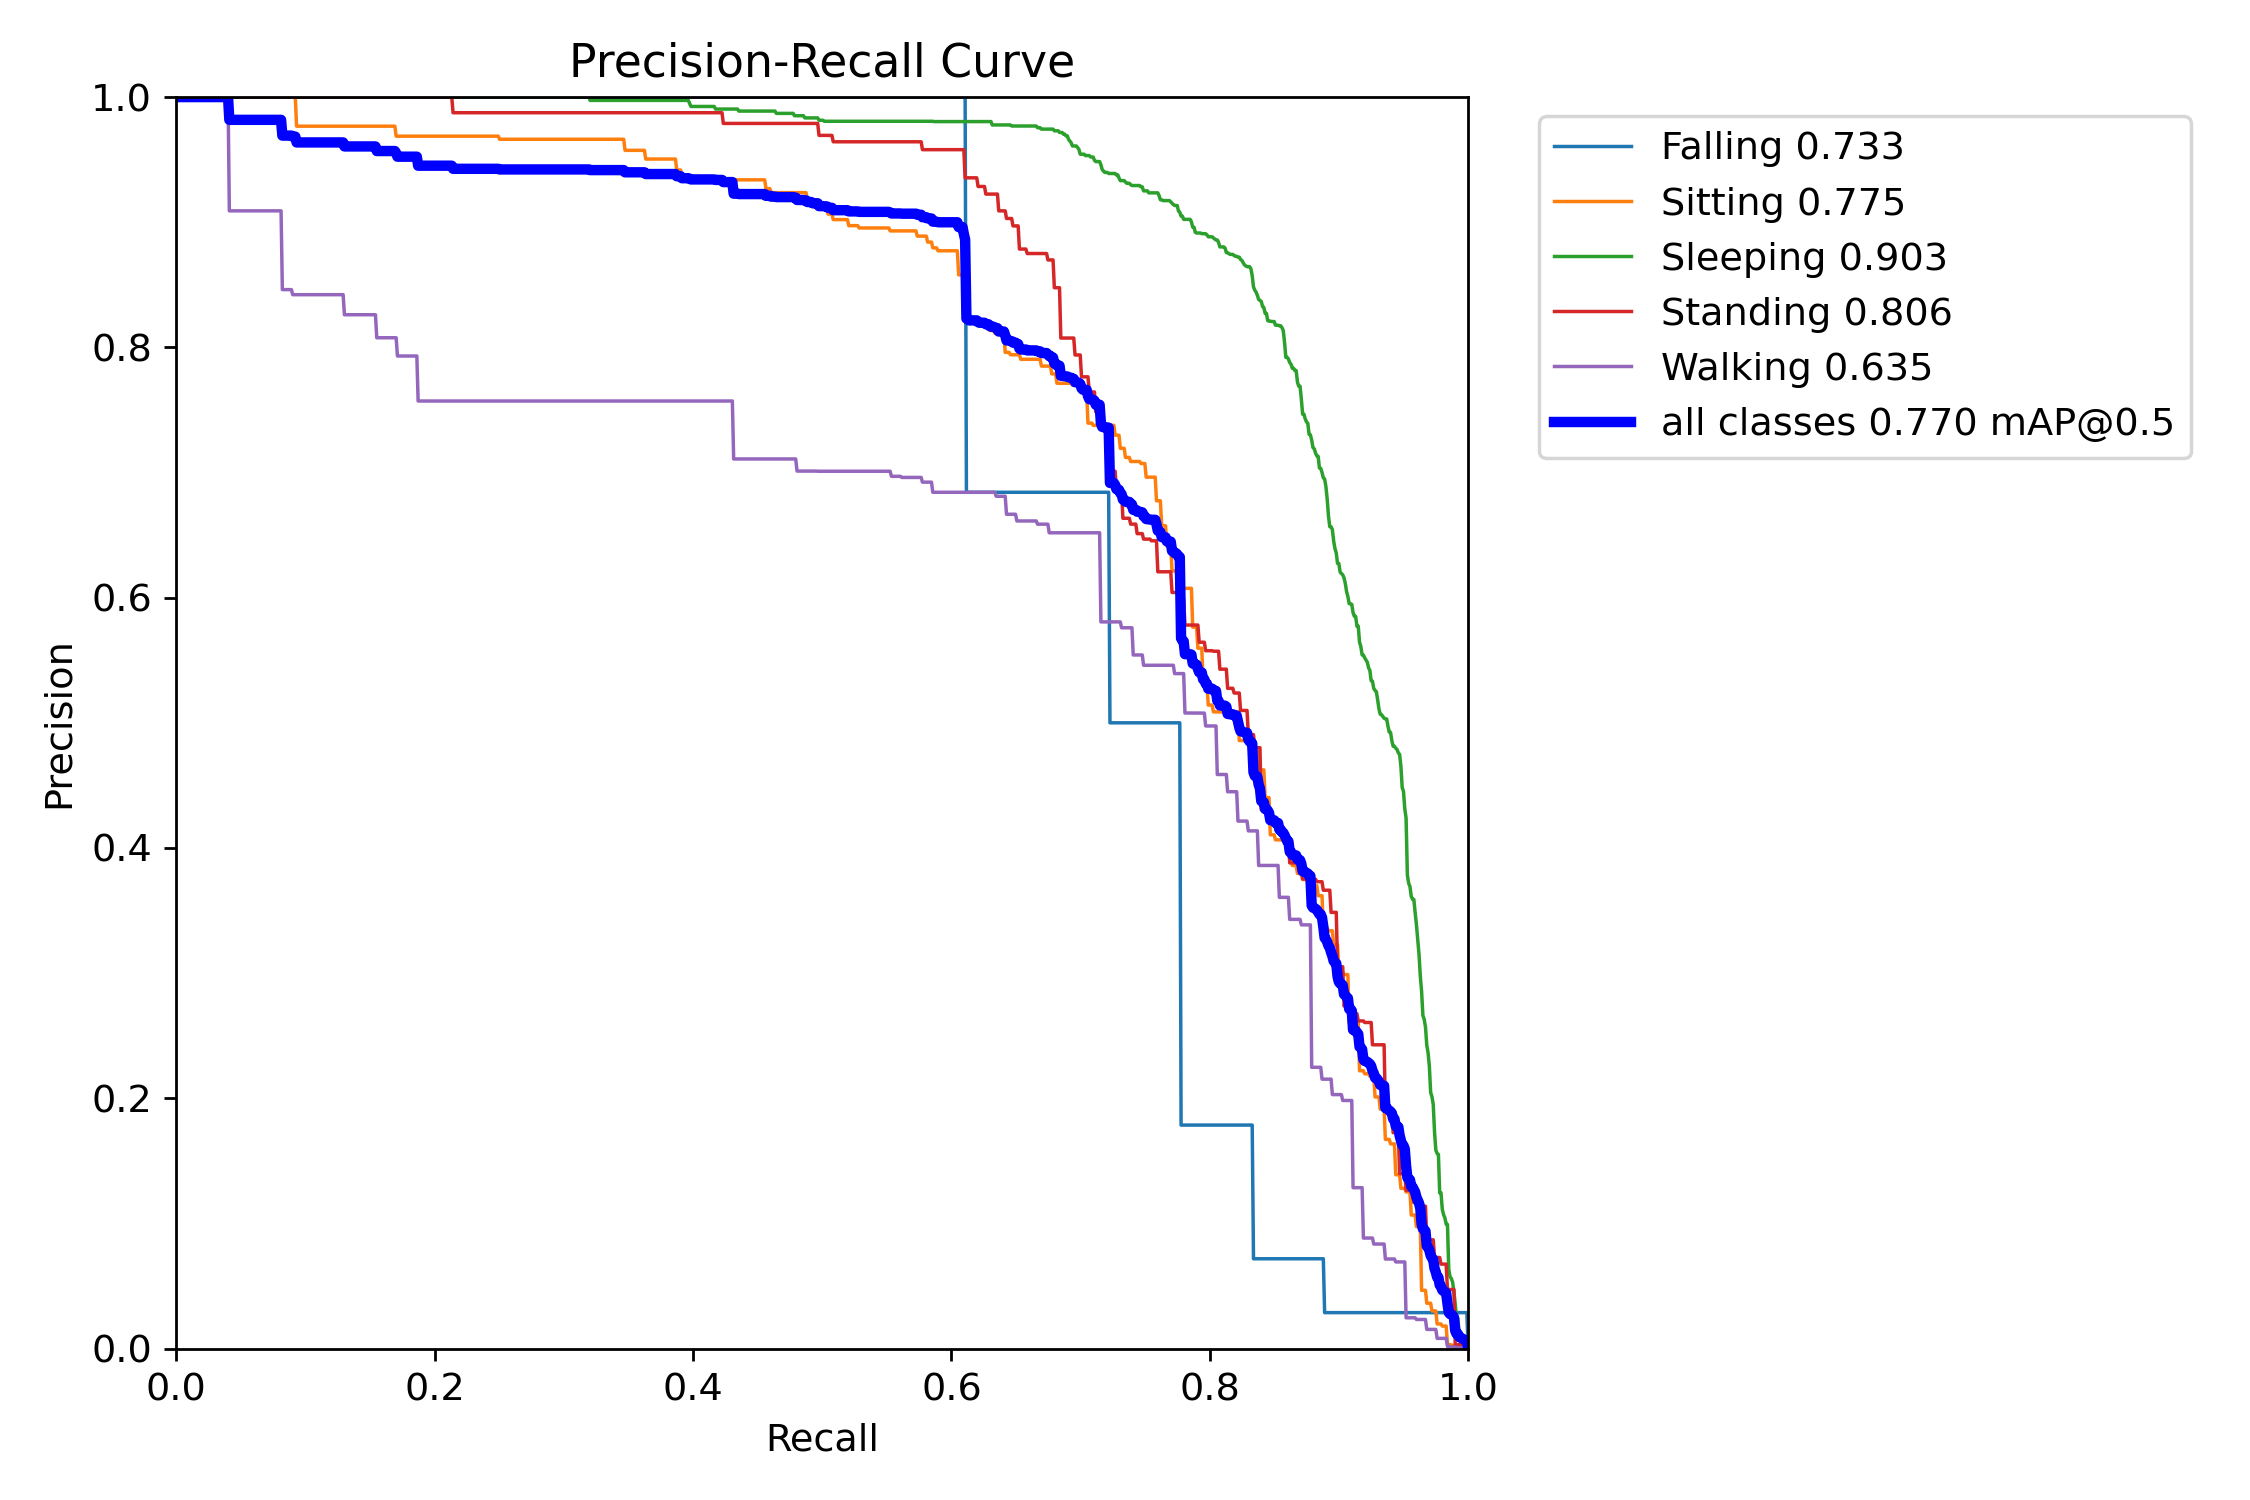 Precision-Recall Curve
1.0
0.8
0.6
0.4
0.2
0.0
Precision
0.0 0.2 0.4 0.6 0.8 1.0
Recall
Falling 0.733
Sitting 0.775
Sleeping 0.903
Standing 0.806
Walking 0.635
all classes 0.770 mAP@0.5